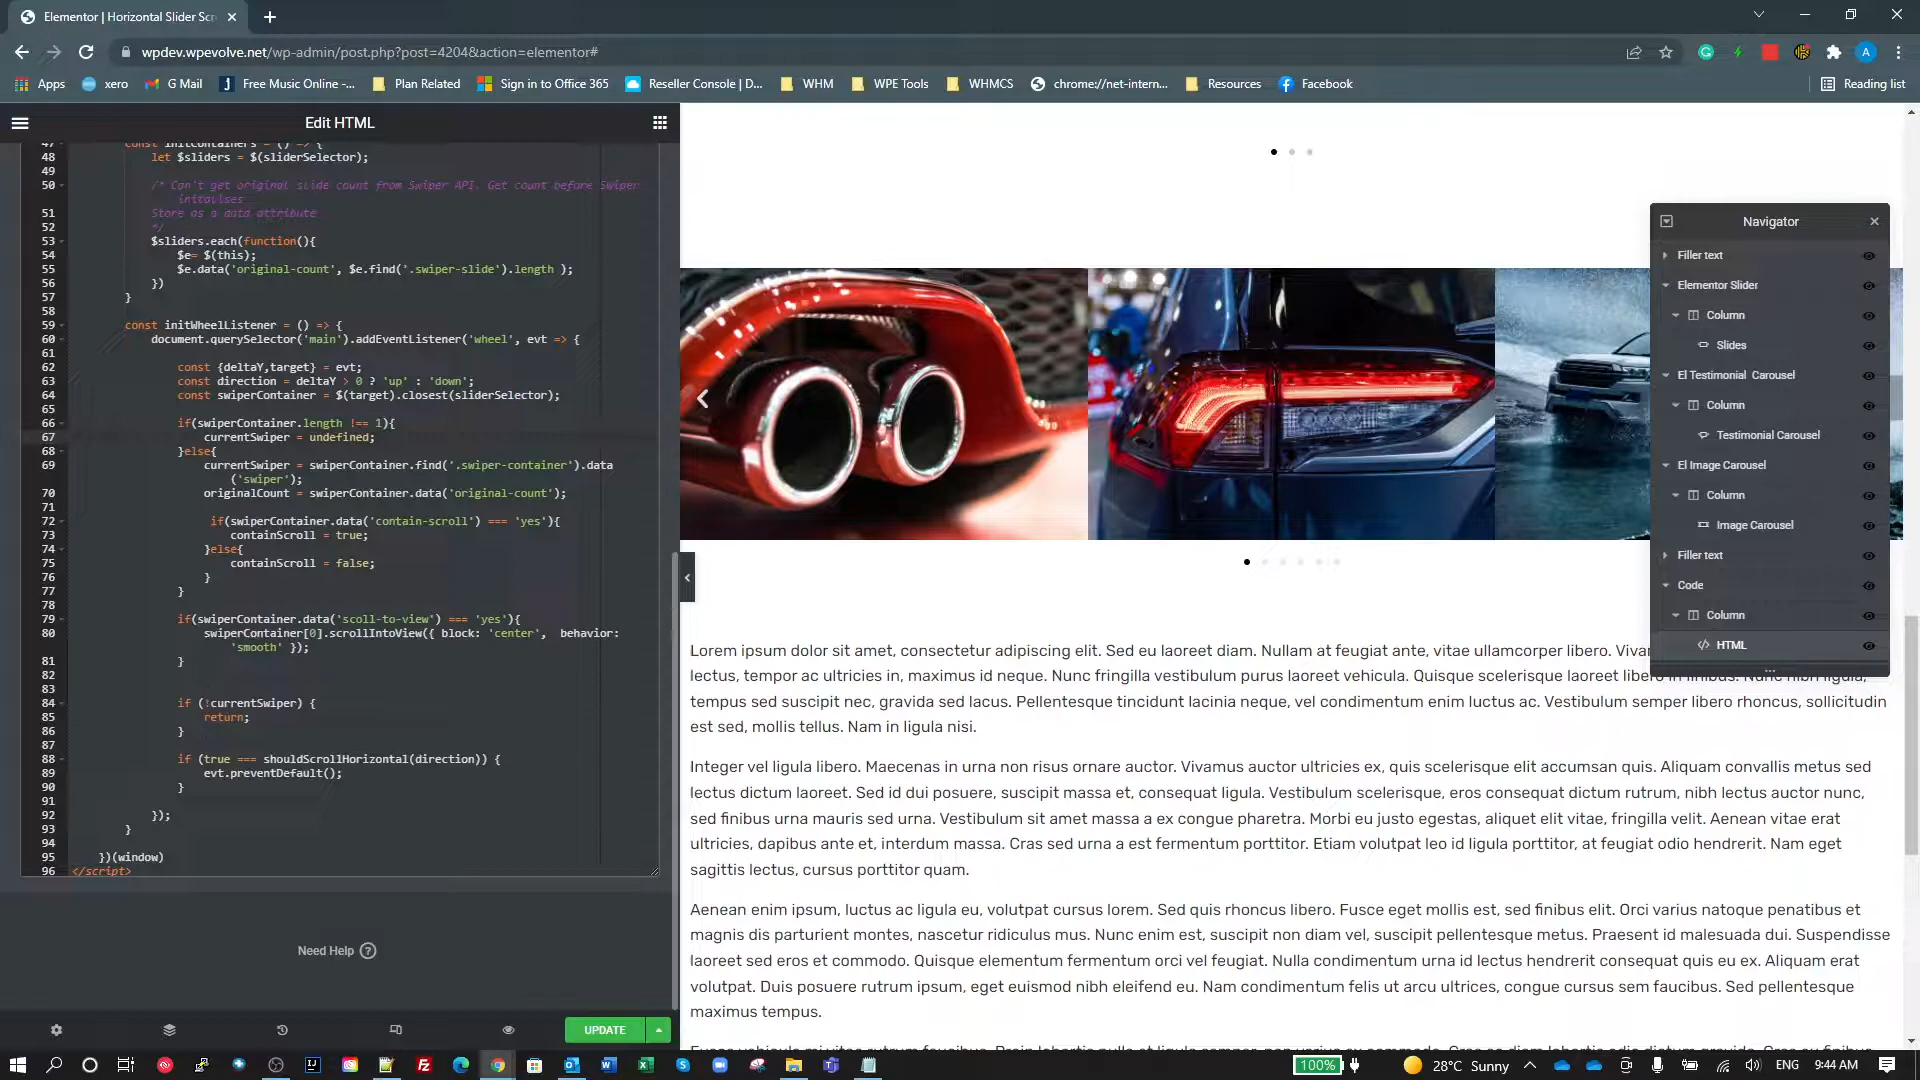 Elementor | Horizontal Slider Scr
wpdev.wpevolve.net/wp-admin/post.php?post=4204&action=elementor#
A
Apps
xero
G Mail
Free Music Online -...
Plan Related
Sign in to Office 365
Reseller Console | D...
WHM
WPE Tools
WHMCS
chrome://net-intern...
Resources
Facebook
Reading list
Edit HTML
47 const initContainers = () => {
48 let $sliders = $(sliderSelector);
49
50 /* Can't get original slide count from Swiper API. Get count before Swiper
initalises
51 Store as a data attribute
52 */
53 $sliders.each(function(){
54 $e= $(this);
55 $e.data('original-count', $e.find('.swiper-slide').length );
56 })
57 }
58
59 const initWheelListener = () => {
60 document.querySelector('main').addEventListener('wheel', evt => {
61
62 const {deltaY,target} = evt;
63 const direction = deltaY > 0 ? 'up' : 'down';
64 const swiperContainer = $(target).closest(sliderSelector);
65
66 if(swiperContainer.length !== 1){
67 currentSwiper = undefined;
68 }else{
69 currentSwiper = swiperContainer.find('.swiper-container').data
('swiper');
70 originalCount = swiperContainer.data('original-count');
71
72 if(swiperContainer.data('contain-scroll') === 'yes'){
73 containScroll = true;
74 }else{
75 containScroll = false;
76 }
77 }
78
79 if(swiperContainer.data('scoll-to-view') === 'yes'){
80 swiperContainer[0].scrollIntoView({ block: 'center', behavior:
'smooth' });
81 }
82
83
84 if (!currentSwiper) {
85 return;
86 }
87
88 if (true === shouldScrollHorizontal(direction)) {
89 evt.preventDefault();
90 }
91
92 });
93 }
94
95 })(window)
96 </script>
Need Help ?
UPDATE
Navigator
Filler text
Elementor Slider
Column
Slides
El Testimonial Carousel
Column
Testimonial Carousel
El Image Carousel
Column
Image Carousel
Filler text
Code
Column
</> HTML
Lorem ipsum dolor sit amet, consectetur adipiscing elit. Sed eu laoreet diam. Nullam at feugiat ante, vitae ullamcorper libero.
lectus, tempor ac ultricies in, maximus id neque. Nunc fringilla vestibulum purus laoreet vehicula. Quisque scelerisque laoreet libero in finibus. Nunc nibh ligula,
tempus sed suscipit nec, gravida sed lacus. Pellentesque tincidunt lacinia neque, vel condimentum enim luctus ac. Vestibulum semper libero rhoncus, sollicitudin
est sed, mollis tellus. Nam in ligula nisi.
Integer vel ligula libero. Maecenas in urna non risus ornare auctor. Vivamus auctor ultricies ex, quis scelerisque elit accumsan quis. Aliquam convallis metus sed
lectus dictum laoreet. Sed id dui posuere, suscipit massa et, consequat ligula. Vestibulum scelerisque, eros consequat dictum rutrum, nibh lectus auctor nunc,
sed finibus urna mauris sed urna. Vestibulum sit amet massa a ex congue pharetra. Morbi eu justo egestas, aliquet elit vitae, fringilla velit. Aenean vitae erat
ultricies, dapibus ante et, interdum massa. Cras sed urna a est fermentum porttitor. Etiam volutpat leo id ligula porttitor, at feugiat odio hendrerit. Nam eget
sagittis lectus, cursus porttitor quam.
Aenean enim ipsum, luctus ac ligula eu, volutpat cursus lorem. Sed quis rhoncus libero. Fusce eget mollis est, sed finibus elit. Orci varius natoque penatibus et
magnis dis parturient montes, nascetur ridiculus mus. Nunc enim est, suscipit non diam vel, suscipit pellentesque metus. Praesent id malesuada dui. Suspendisse
laoreet sed eros et commodo. Quisque elementum fermentum orci vel feugiat. Nulla condimentum urna id lectus hendrerit consequat quis eu ex. Aliquam erat
volutpat. Duis posuere rutrum ipsum, eget euismod nibh eleifend eu. Nam condimentum felis ut arcu ultrices, congue cursus sem faucibus. Sed pellentesque
maximus tempus.
100%
28°C Sunny
ENG
9:44 AM